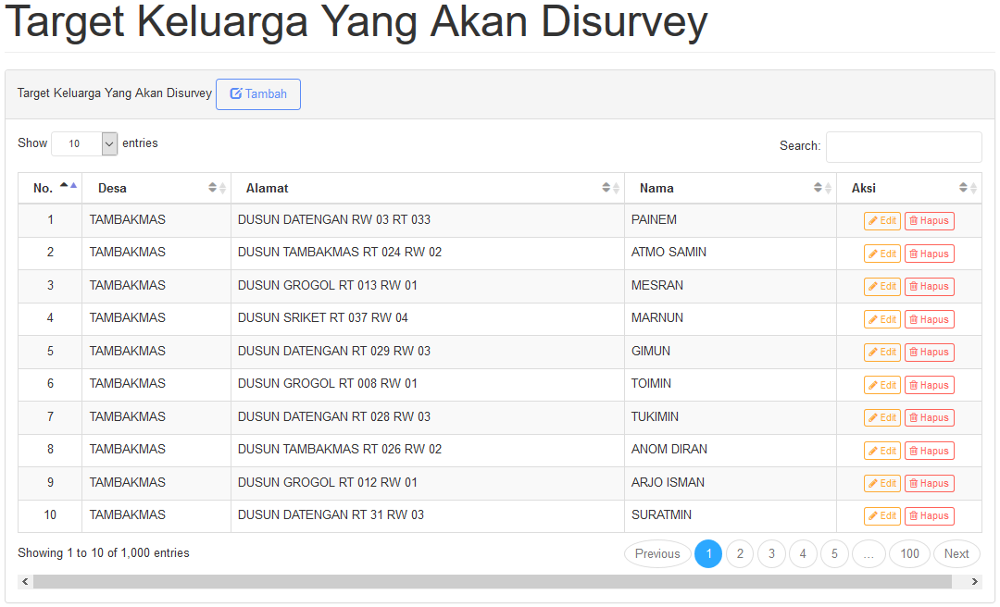 Target Keluarga Yang Akan Disurvey
Target Keluarga Yang Akan Disurvey Tambah
Show 10 entries Search:
No. Desa Alamat Nama Aksi
1 TAMBAKMAS DUSUN DATENGAN RW 03 RT 033 PAINEM Edit Hapus
2 TAMBAKMAS DUSUN TAMBAKMAS RT 024 RW 02 ATMO SAMIN Edit Hapus
3 TAMBAKMAS DUSUN GROGOL RT 013 RW 01 MESRAN Edit Hapus
4 TAMBAKMAS DUSUN SRIKET RT 037 RW 04 MARNUN Edit Hapus
5 TAMBAKMAS DUSUN DATENGAN RT 029 RW 03 GIMUN Edit Hapus
6 TAMBAKMAS DUSUN GROGOL RT 008 RW 01 TOIMIN Edit Hapus
7 TAMBAKMAS DUSUN DATENGAN RT 028 RW 03 TUKIMIN Edit Hapus
8 TAMBAKMAS DUSUN TAMBAKMAS RT 026 RW 02 ANOM DIRAN Edit Hapus
9 TAMBAKMAS DUSUN GROGOL RT 012 RW 01 ARJO ISMAN Edit Hapus
10 TAMBAKMAS DUSUN DATENGAN RT 31 RW 03 SURATMIN Edit Hapus
Showing 1 to 10 of 1,000 entries Previous 1 2 3 4 5 ... 100 Next